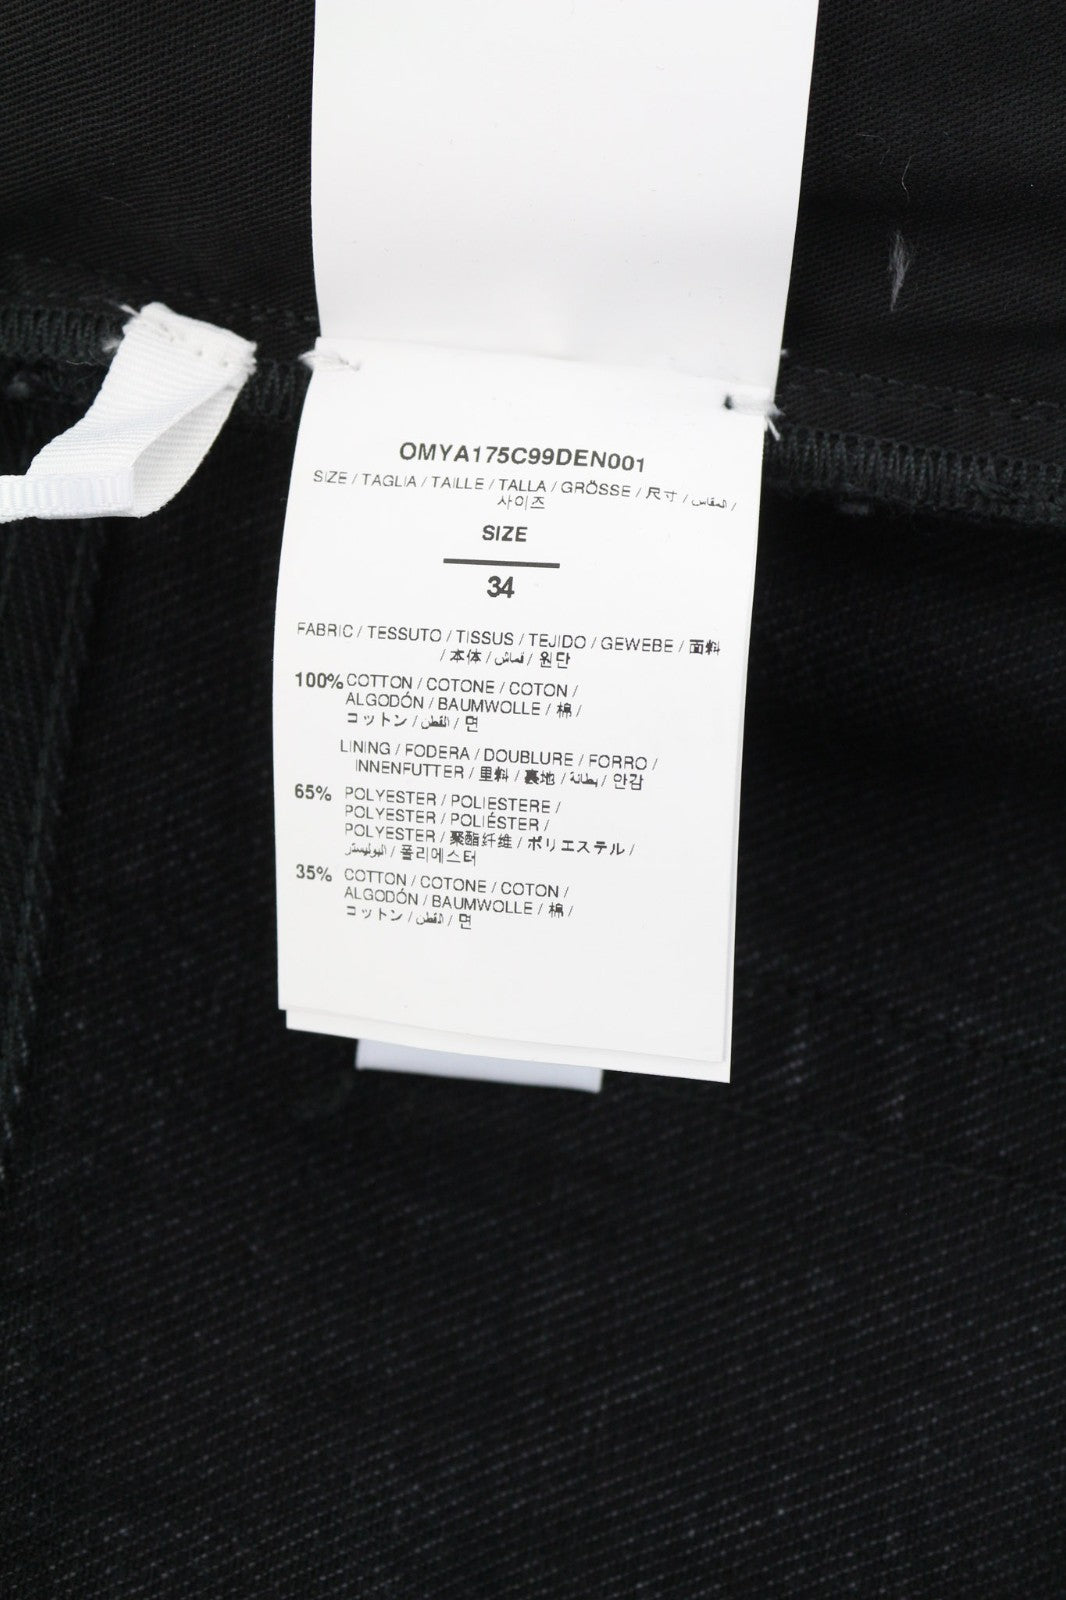 OMYA175C99DEN001
SIZE / TAGLIA / TAILLE / TALLA / GRÖSSE / 尺寸 / المقاس /
사이즈
SIZE
34
FABRIC / TESSUTO / TISSUS / TEJIDO / GEWEBE / 面料
/ 本体 / قماش / 원단
100% COTTON / COTONE / COTON /
ALGODÓN / BAUMWOLLE / 棉 /
コットン / القطن / 면
LINING / FODERA / DOUBLURE / FORRO /
INNENFUTTER / 里料 / 裏地 / بطانة / 안감
65% POLYESTER / POLIESTERE /
POLYESTER / POLIÉSTER /
POLYESTER / 聚酯纤维 / ポリエステル /
البوليستر / 폴리에스터
35% COTTON / COTONE / COTON /
ALGODÓN / BAUMWOLLE / 棉 /
コットン / القطن / 면